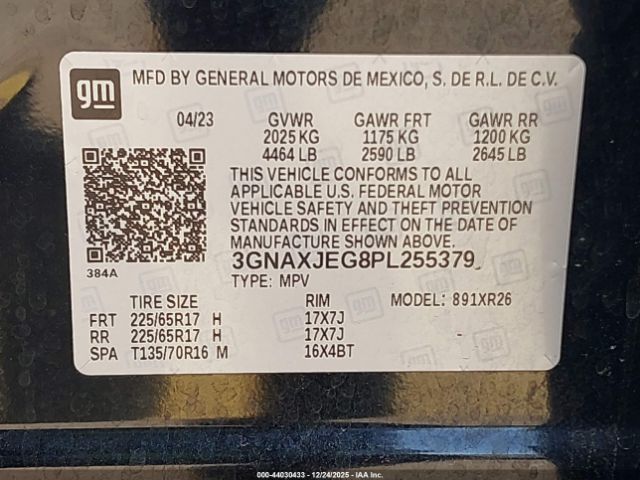 gm
MFD BY GENERAL MOTORS DE MEXICO, S. DE R.L. DE C.V.
04/23 GVWR GAWR FRT GAWR RR
2025 KG 1175 KG 1200 KG
4464 LB 2590 LB 2645 LB
THIS VEHICLE CONFORMS TO ALL
APPLICABLE U.S. FEDERAL MOTOR
VEHICLE SAFETY AND THEFT PREVENTION
STANDARDS IN EFFECT ON THE DATE OF
MANUFACTURE SHOWN ABOVE.
384A
3GNAXJEG8PL255379
TYPE: MPV MODEL: 891XR26
TIRE SIZE RIM
FRT 225/65R17 H 17X7J
RR 225/65R17 H 17X7J
SPA T135/70R16 M 16X4BT
000-44030433 - 12/24/2025 - IAA Inc.